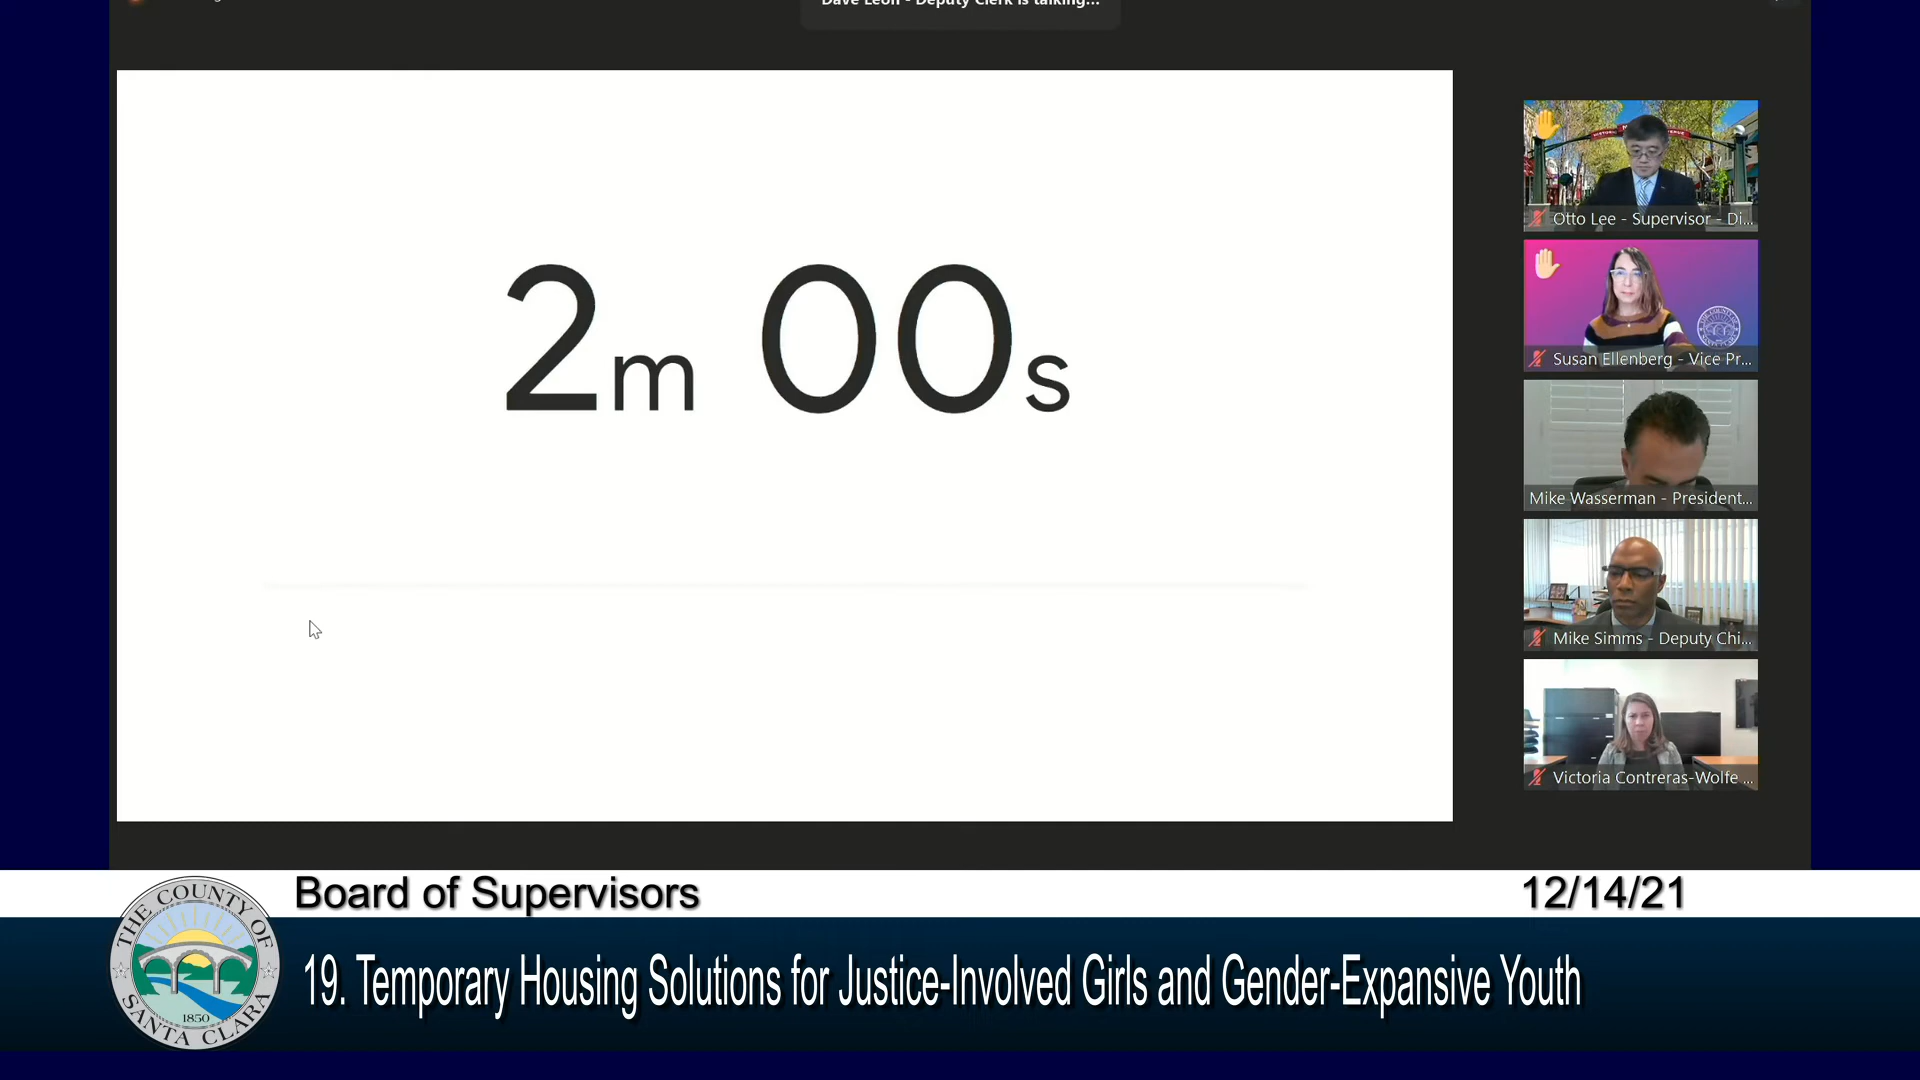 Dave Leon - Deputy Clerk is talking...
2m 00s
Otto Lee - Supervisor - Di...
Susan Ellenberg - Vice Pr...
Mike Wasserman - President...
Mike Simms - Deputy Chi...
Victoria Contreras-Wolfe ...
Board of Supervisors
12/14/21
19. Temporary Housing Solutions for Justice-Involved Girls and Gender-Expansive Youth
THE COUNTY OF
SANTA CLARA
1850